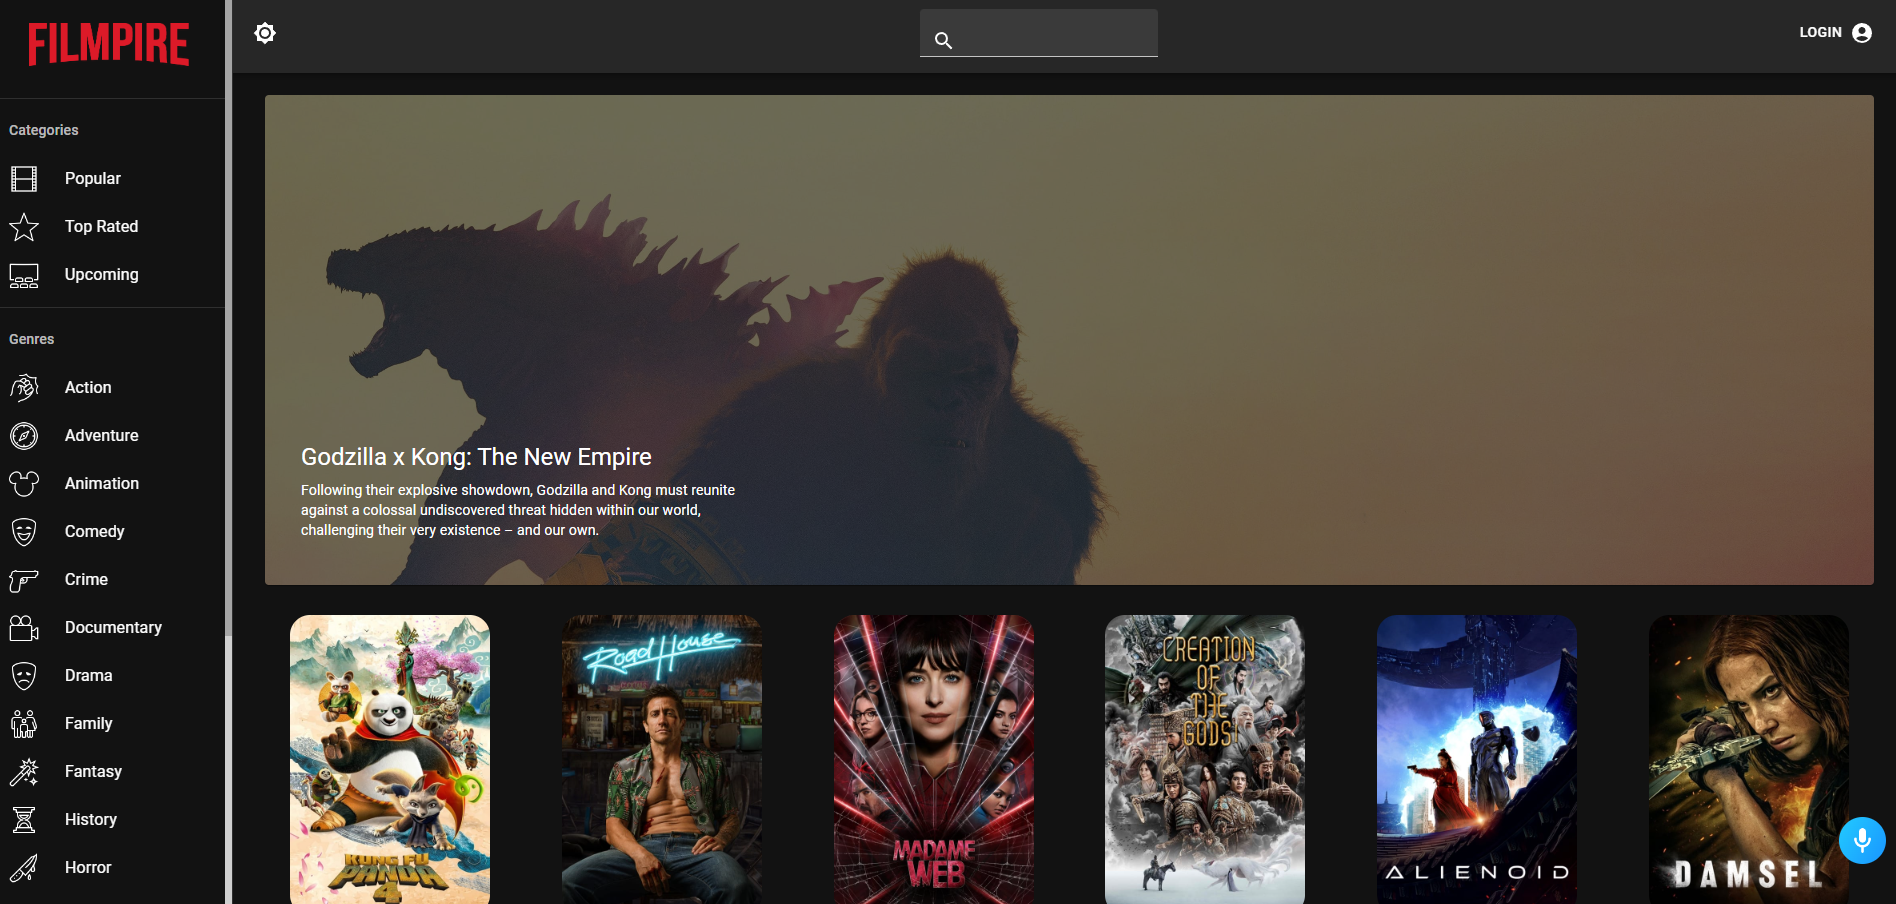 FILMPIRE
LOGIN
Categories
Popular
Top Rated
Upcoming
Genres
Action
Adventure
Animation
Comedy
Crime
Documentary
Drama
Family
Fantasy
History
Horror
Godzilla x Kong: The New Empire
Following their explosive showdown, Godzilla and Kong must reunite
against a colossal undiscovered threat hidden within our world,
challenging their very existence – and our own.
KUNG FU
PANDA
4
Road House
MADAME
WEB
CREATION
OF
THE
GODS I
ALIENOID
DAMSEL